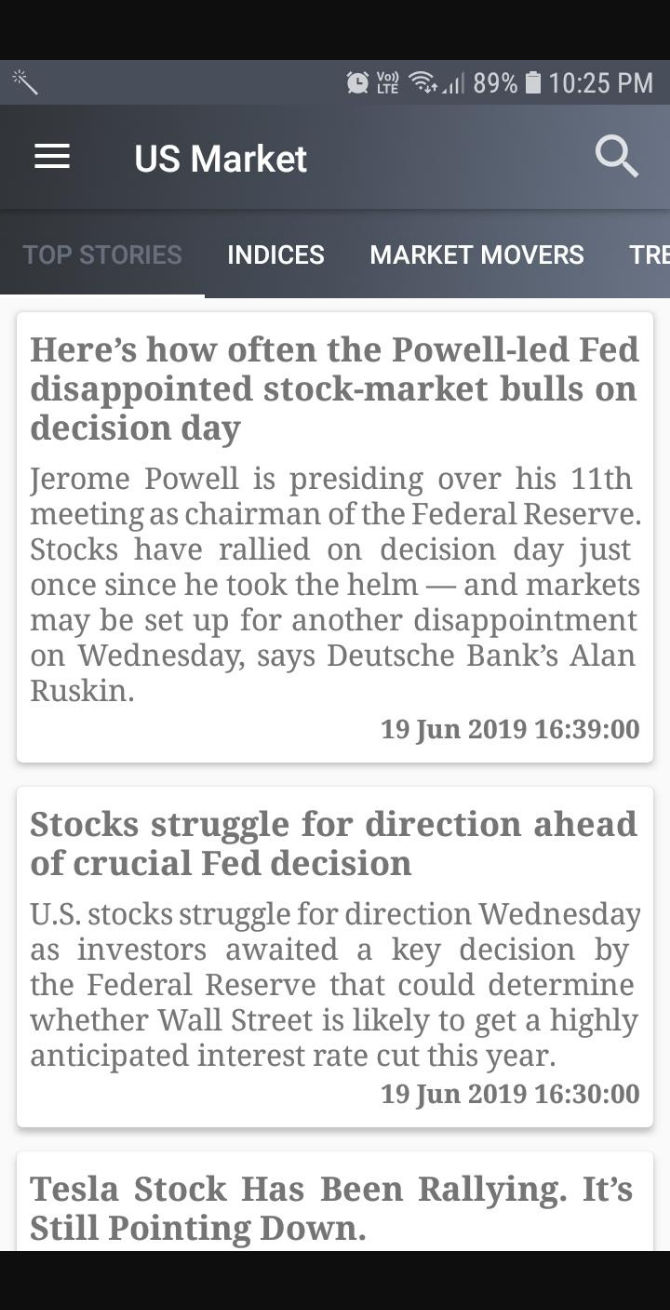 Vo)) LTE 89% 10:25 PM
US Market
TOP STORIES INDICES MARKET MOVERS TRE
Here’s how often the Powell-led Fed
disappointed stock-market bulls on
decision day
Jerome Powell is presiding over his 11th
meeting as chairman of the Federal Reserve.
Stocks have rallied on decision day just
once since he took the helm — and markets
may be set up for another disappointment
on Wednesday, says Deutsche Bank’s Alan
Ruskin.
19 Jun 2019 16:39:00
Stocks struggle for direction ahead
of crucial Fed decision
U.S. stocks struggle for direction Wednesday
as investors awaited a key decision by
the Federal Reserve that could determine
whether Wall Street is likely to get a highly
anticipated interest rate cut this year.
19 Jun 2019 16:30:00
Tesla Stock Has Been Rallying. It’s
Still Pointing Down.